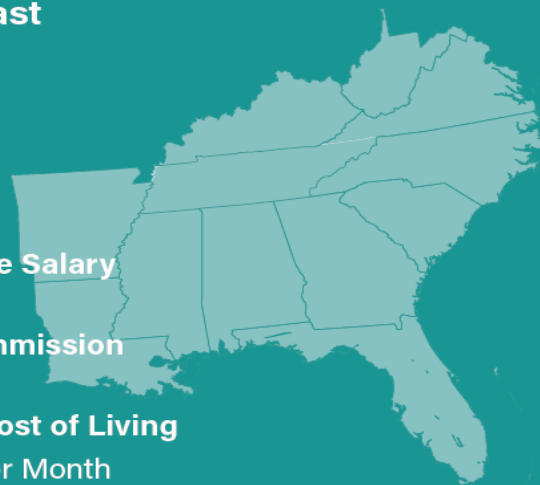 ast
e Salary
nmission
ost of Living
r Month